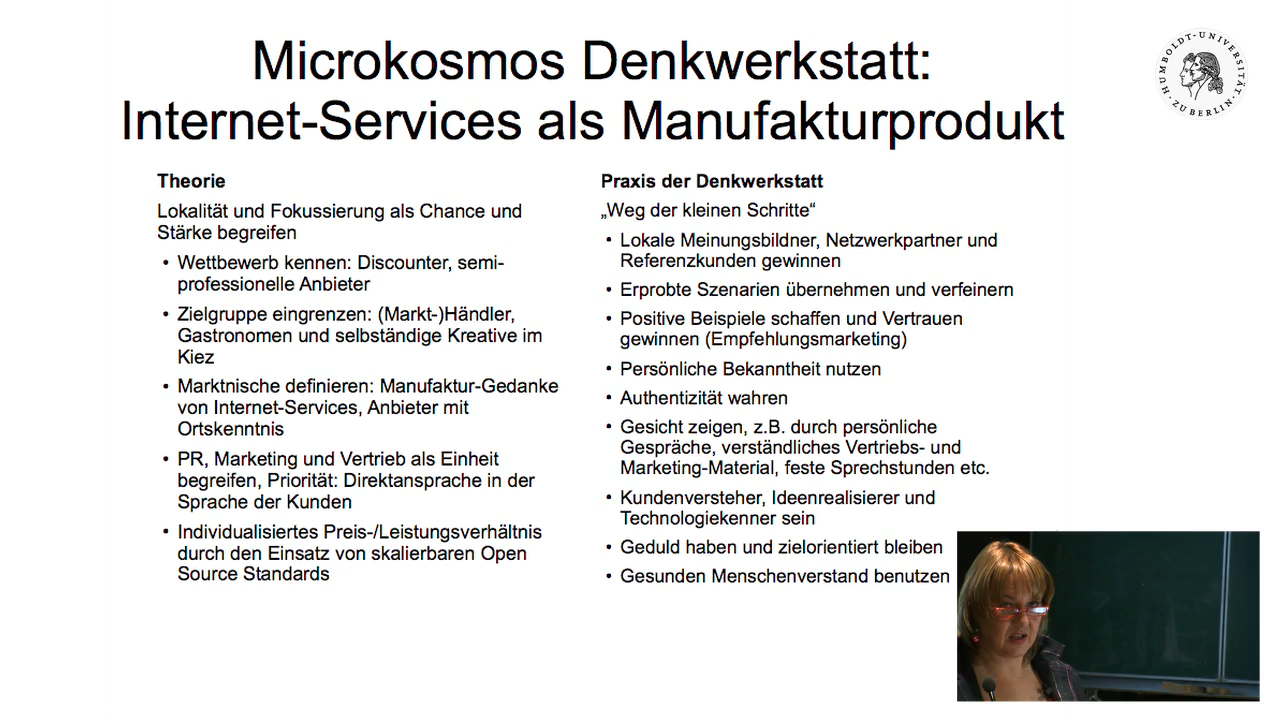 Microkosmos Denkwerkstatt:
Internet-Services als Manufakturprodukt
HUMBOLDT-UNIVERSITÄT
ZU BERLIN
Theorie
Lokalität und Fokussierung als Chance und
Stärke begreifen
• Wettbewerb kennen: Discounter, semi-
professionelle Anbieter
• Zielgruppe eingrenzen: (Markt-)Händler,
Gastronomen und selbständige Kreative im
Kiez
• Marktnische definieren: Manufaktur-Gedanke
von Internet-Services, Anbieter mit
Ortskenntnis
• PR, Marketing und Vertrieb als Einheit
begreifen, Priorität: Direktansprache in der
Sprache der Kunden
• Individualisiertes Preis-/Leistungsverhältnis
durch den Einsatz von skalierbaren Open
Source Standards
Praxis der Denkwerkstatt
„Weg der kleinen Schritte“
• Lokale Meinungsbildner, Netzwerkpartner und
Referenzkunden gewinnen
• Erprobte Szenarien übernehmen und verfeinern
• Positive Beispiele schaffen und Vertrauen
gewinnen (Empfehlungsmarketing)
• Persönliche Bekanntheit nutzen
• Authentizität wahren
• Gesicht zeigen, z.B. durch persönliche
Gespräche, verständliches Vertriebs- und
Marketing-Material, feste Sprechstunden etc.
• Kundenversteher, Ideenrealisierer und
Technologiekenner sein
• Geduld haben und zielorientiert bleiben
• Gesunden Menschenverstand benutzen